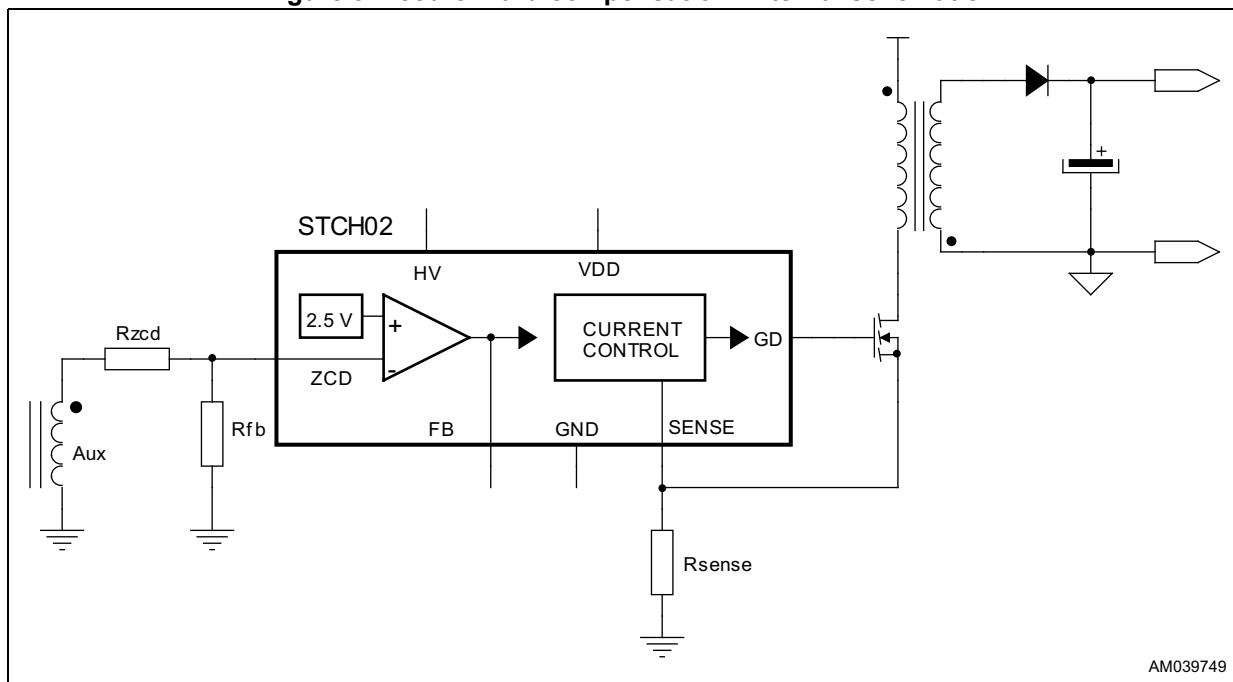 STCH02
HV
VDD
2.5 V
+
-
CURRENT
CONTROL
GD
Rzcd
ZCD
Rfb
Aux
FB
GND
SENSE
Rsense
+
AM039749